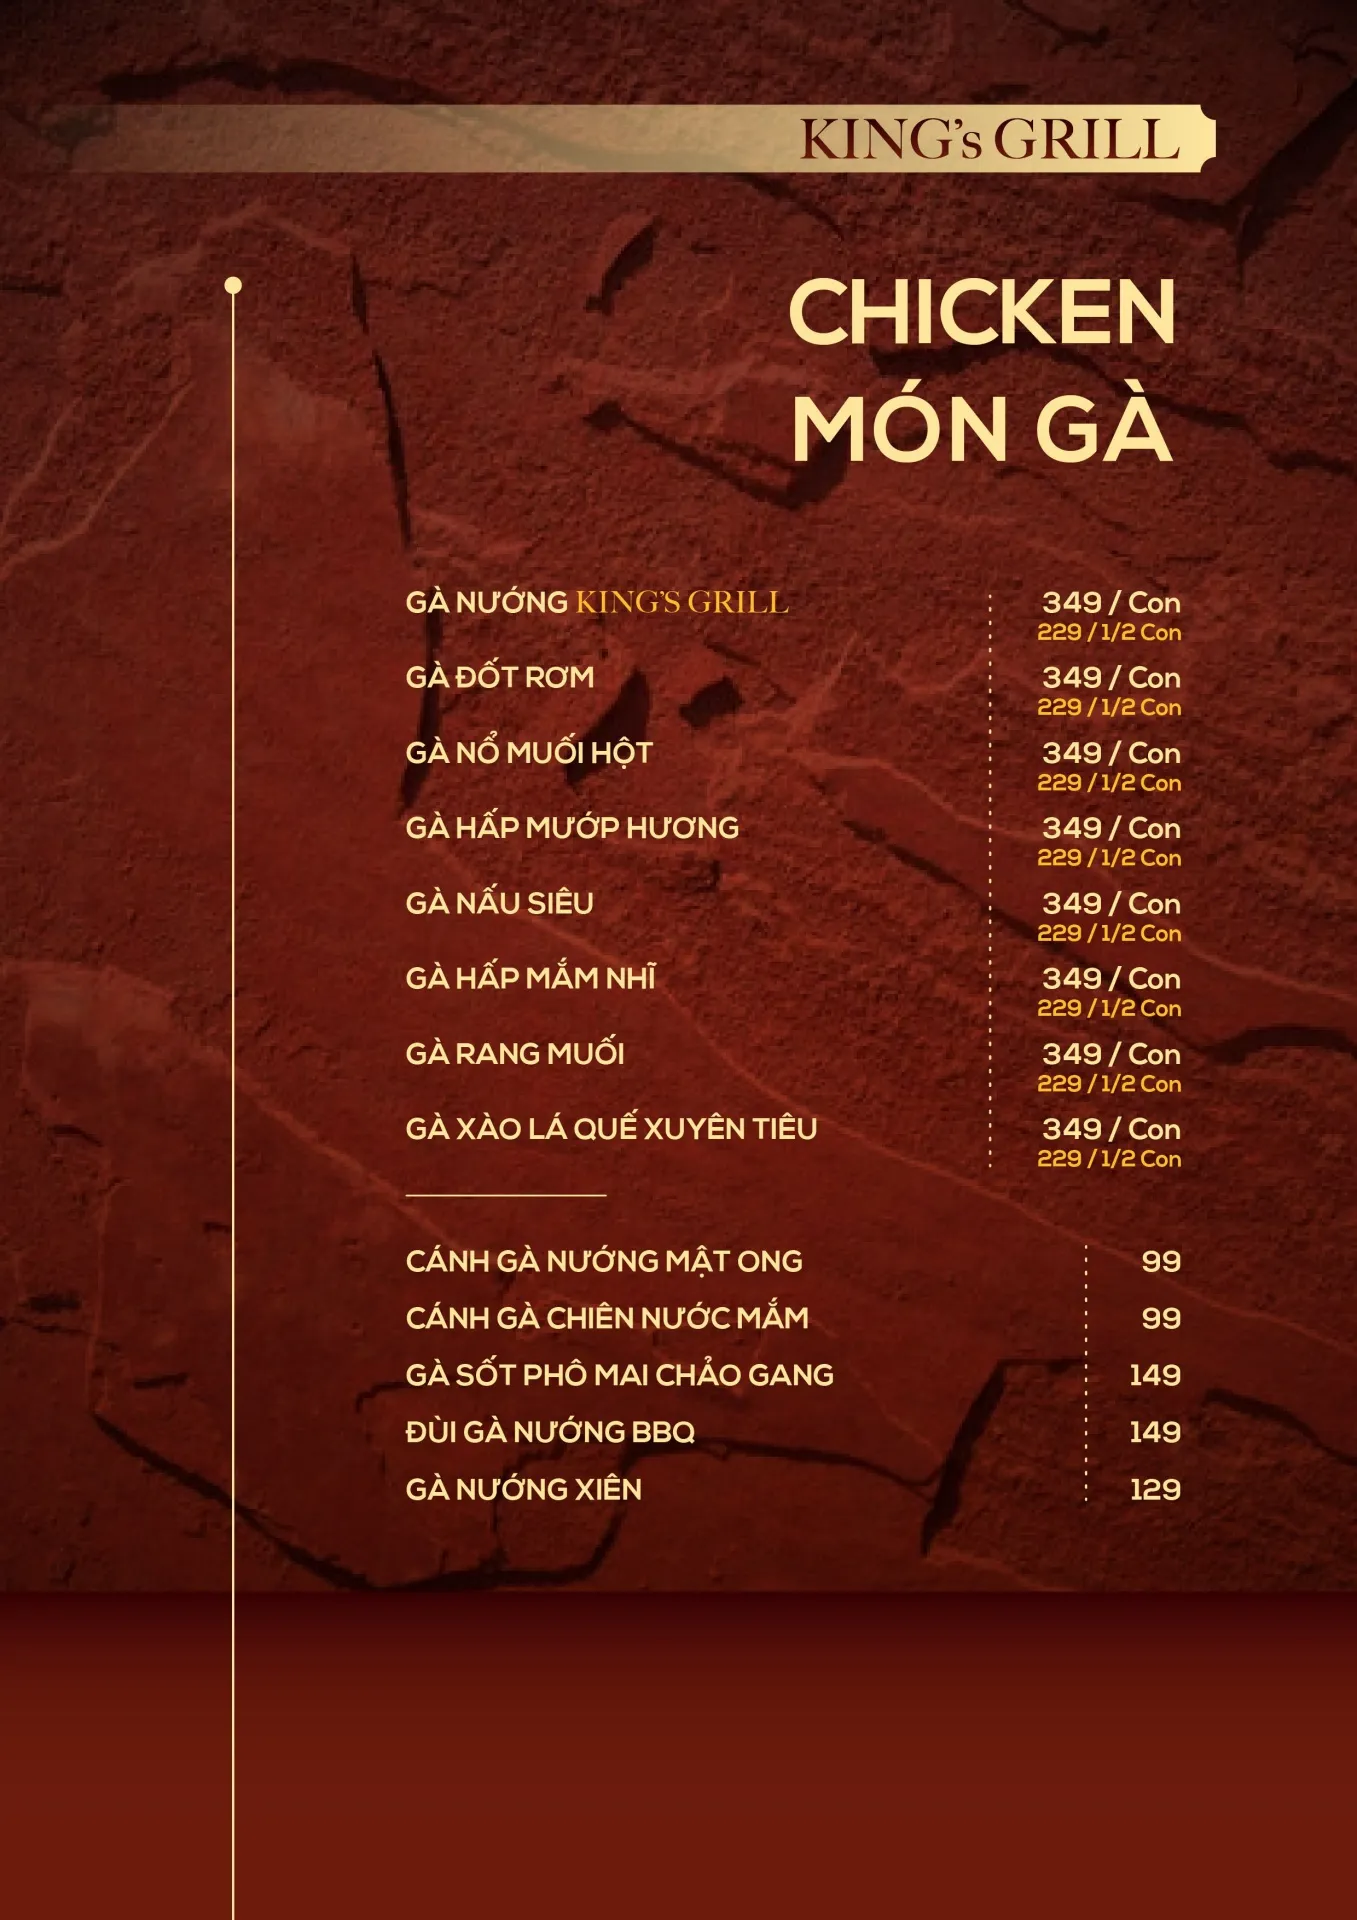 KING's GRILL
CHICKEN
MÓN GÀ
GÀ NƯỚNG KING'S GRILL 349 / Con
229 / 1/2 Con
GÀ ĐỐT RƠM 349 / Con
229 / 1/2 Con
GÀ NỔ MUỐI HỘT 349 / Con
229 / 1/2 Con
GÀ HẤP MƯỚP HƯƠNG 349 / Con
229 / 1/2 Con
GÀ NẤU SIÊU 349 / Con
229 / 1/2 Con
GÀ HẤP MẮM NHĨ 349 / Con
229 / 1/2 Con
GÀ RANG MUỐI 349 / Con
229 / 1/2 Con
GÀ XÀO LÁ QUẾ XUYÊN TIÊU 349 / Con
229 / 1/2 Con
CÁNH GÀ NƯỚNG MẬT ONG 99
CÁNH GÀ CHIÊN NƯỚC MẮM 99
GÀ SỐT PHÔ MAI CHẢO GANG 149
ĐÙI GÀ NƯỚNG BBQ 149
GÀ NƯỚNG XIÊN 129